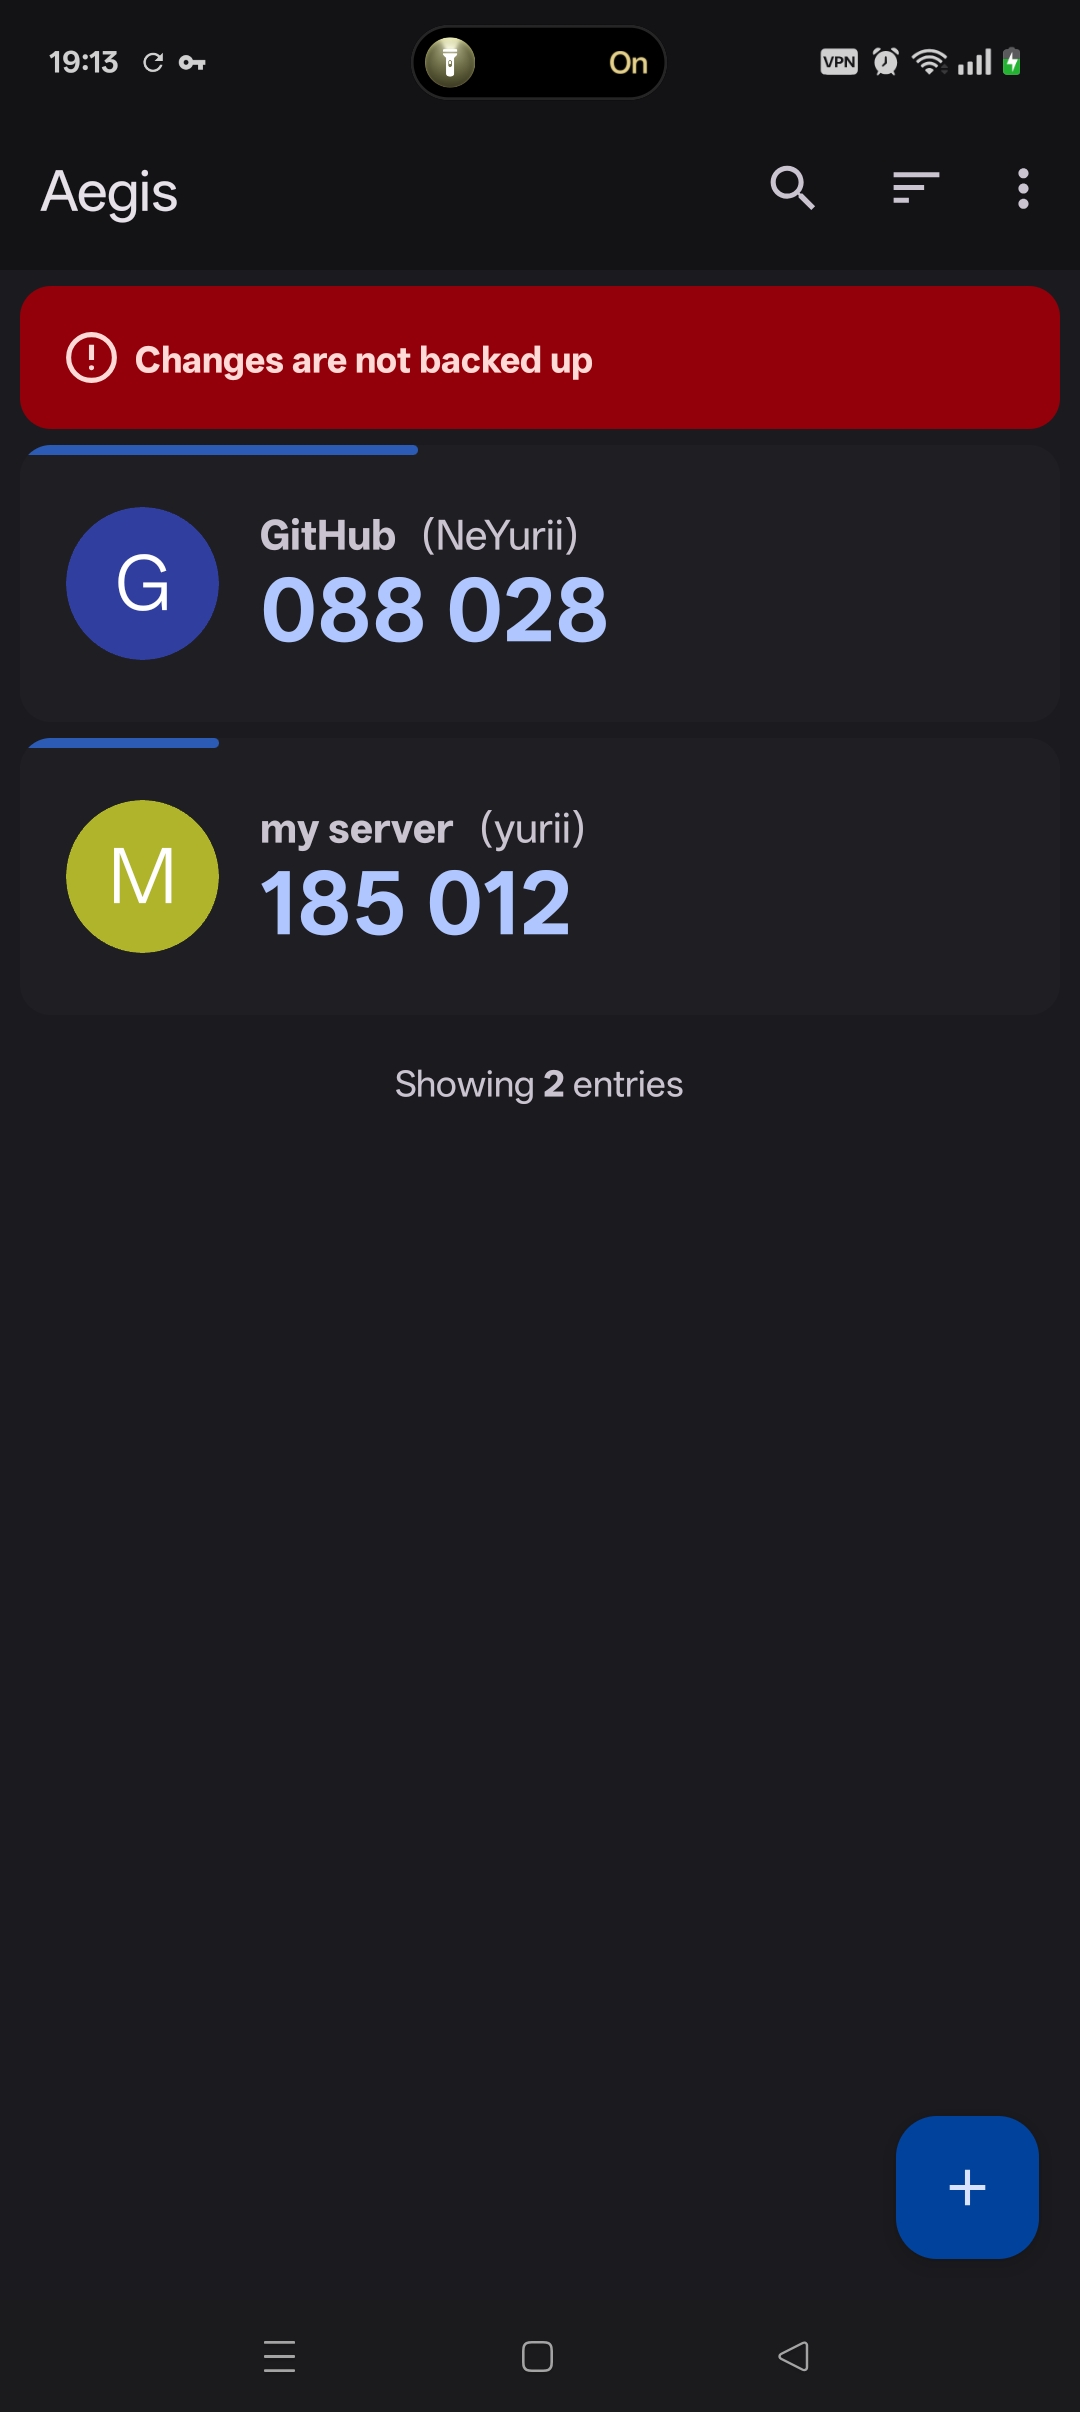 19:13
On
VPN
Aegis
Changes are not backed up
G
GitHub (NeYurii)
088 028
M
my server (yurii)
185 012
Showing 2 entries